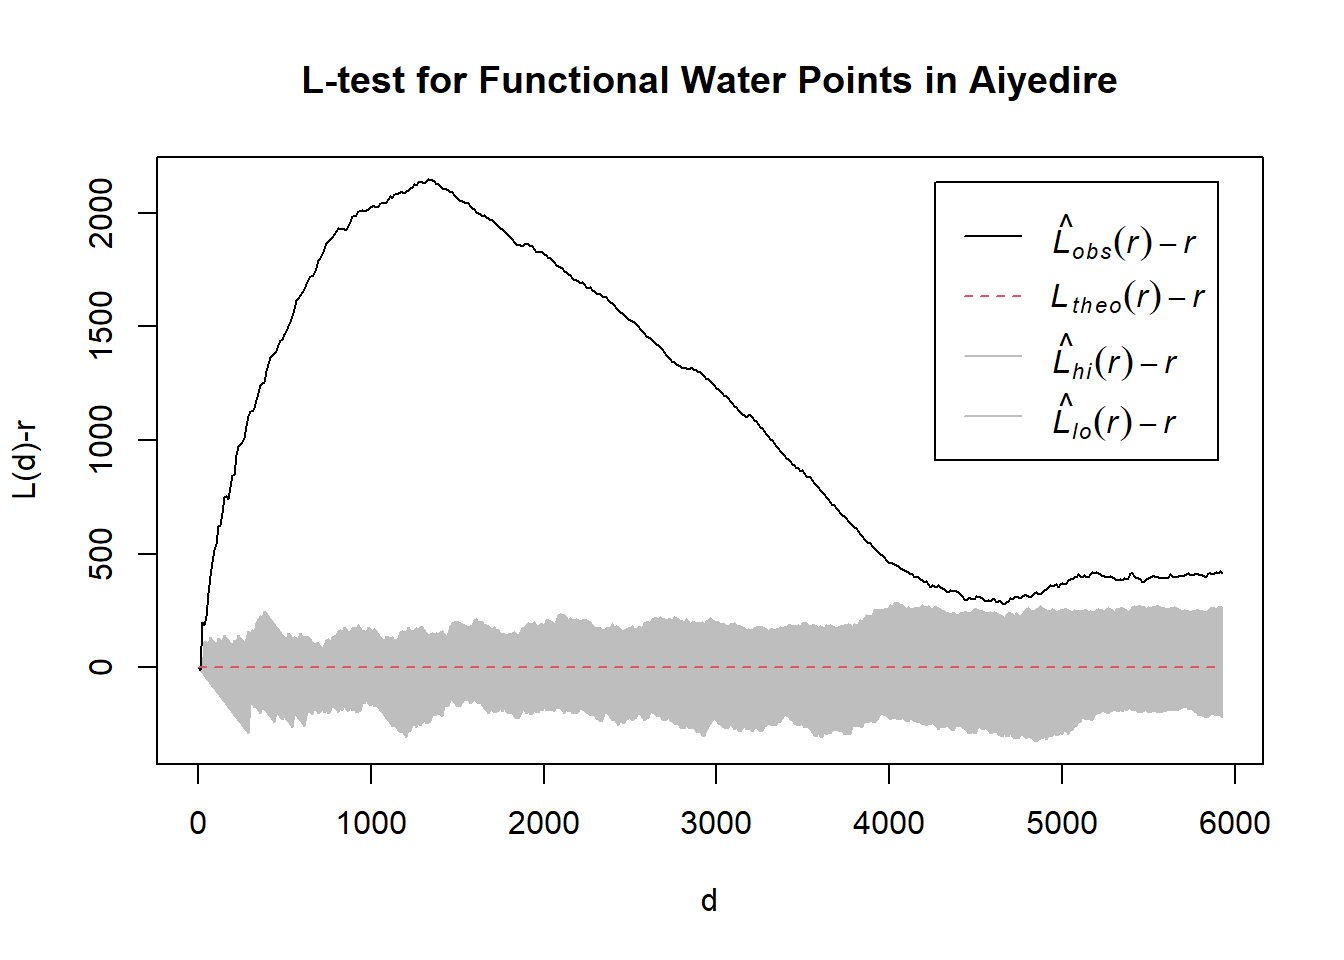 L-test for Functional Water Points in Aiyedire
L(d)-r
2000
1500
1000
500
0
L̂obs(r) − r
Ltheo(r) − r
L̂hi(r) − r
L̂lo(r) − r
0 1000 2000 3000 4000 5000 6000
d